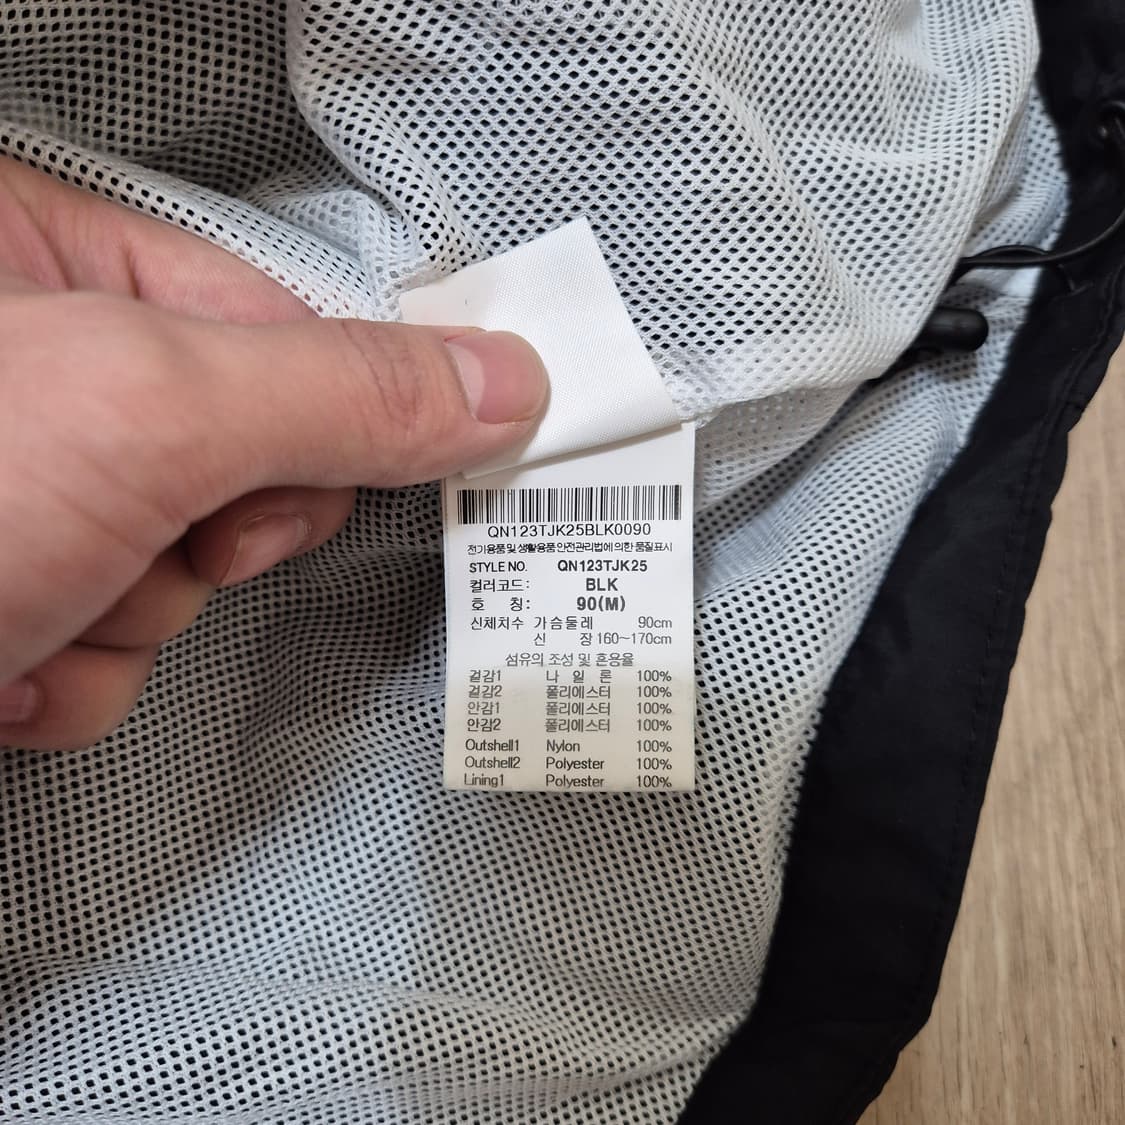 QN123TJK25BLK0090
전기용품 및 생활용품 안전관리법에 의한 품질표시
STYLE NO. QN123TJK25
컬러코드: BLK
호 칭: 90(M)
신체치수 가슴둘레 90cm
신 장 160~170cm
섬유의 조성 및 혼용율
겉감1 나 일 론 100%
겉감2 폴리에스터 100%
안감1 폴리에스터 100%
안감2 폴리에스터 100%
Outshell1 Nylon 100%
Outshell2 Polyester 100%
Lining1 Polyester 100%